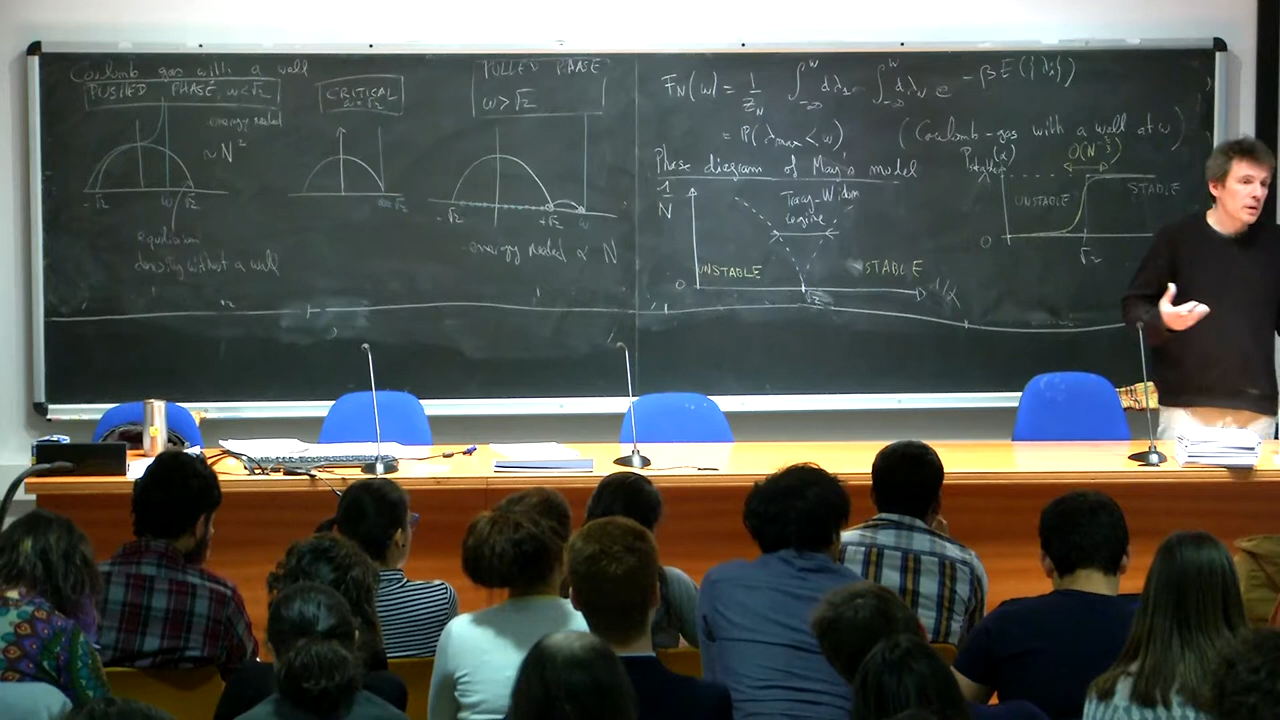 Coulomb gas with a wall
PUSHED PHASE, w<√2
energy needed
~N²
-√2 w √2
equilibrium
density without a wall
CRITICAL
w=√2
PULLED PHASE
w>√2
-√2 +√2 w
-energy needed ∝ N
F_N(w) = 1/Z_N ∫_{-∞}^w dλ_1 - ∫_{-∞}^w dλ_N e^{-βE({λ_i})}
= P(λ_max < w) (Coulomb-gas with a wall at w)
Phase diagram of May's model
1/N
Tracy-Widom
regime
UNSTABLE STABLE
0 √2 1/α
P_stable(α) O(N^{-2/3})
1
UNSTABLE STABLE
0 √2